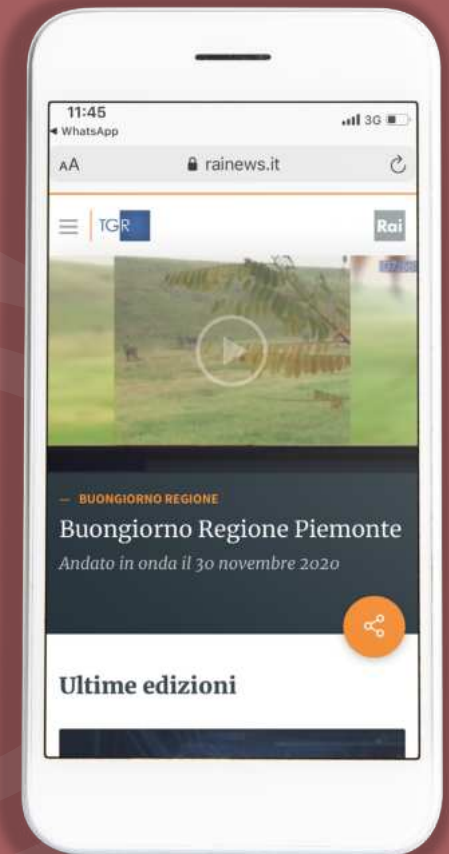 11:45
3G
WhatsApp
AA
rainews.it
TGR
Rai
BUONGIORNO REGIONE
Buongiorno Regione Piemonte
Andato in onda il 30 novembre 2020
Ultime edizioni